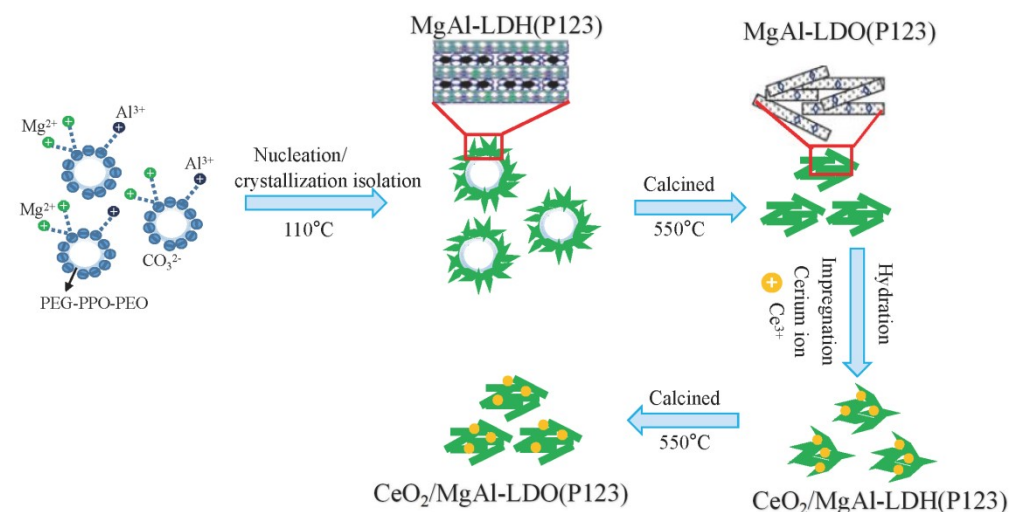 MgAl-LDH(P123)
MgAl-LDO(P123)
Al³⁺
Mg²⁺
Al³⁺
Mg²⁺
CO₃²⁻
PEG-PPO-PEO
Nucleation/
crystallization isolation
110°C
Calcined
550°C
Hydration
Impregnation
Cerium ion
Ce³⁺
Calcined
550°C
CeO₂/MgAl-LDO(P123)
CeO₂/MgAl-LDH(P123)